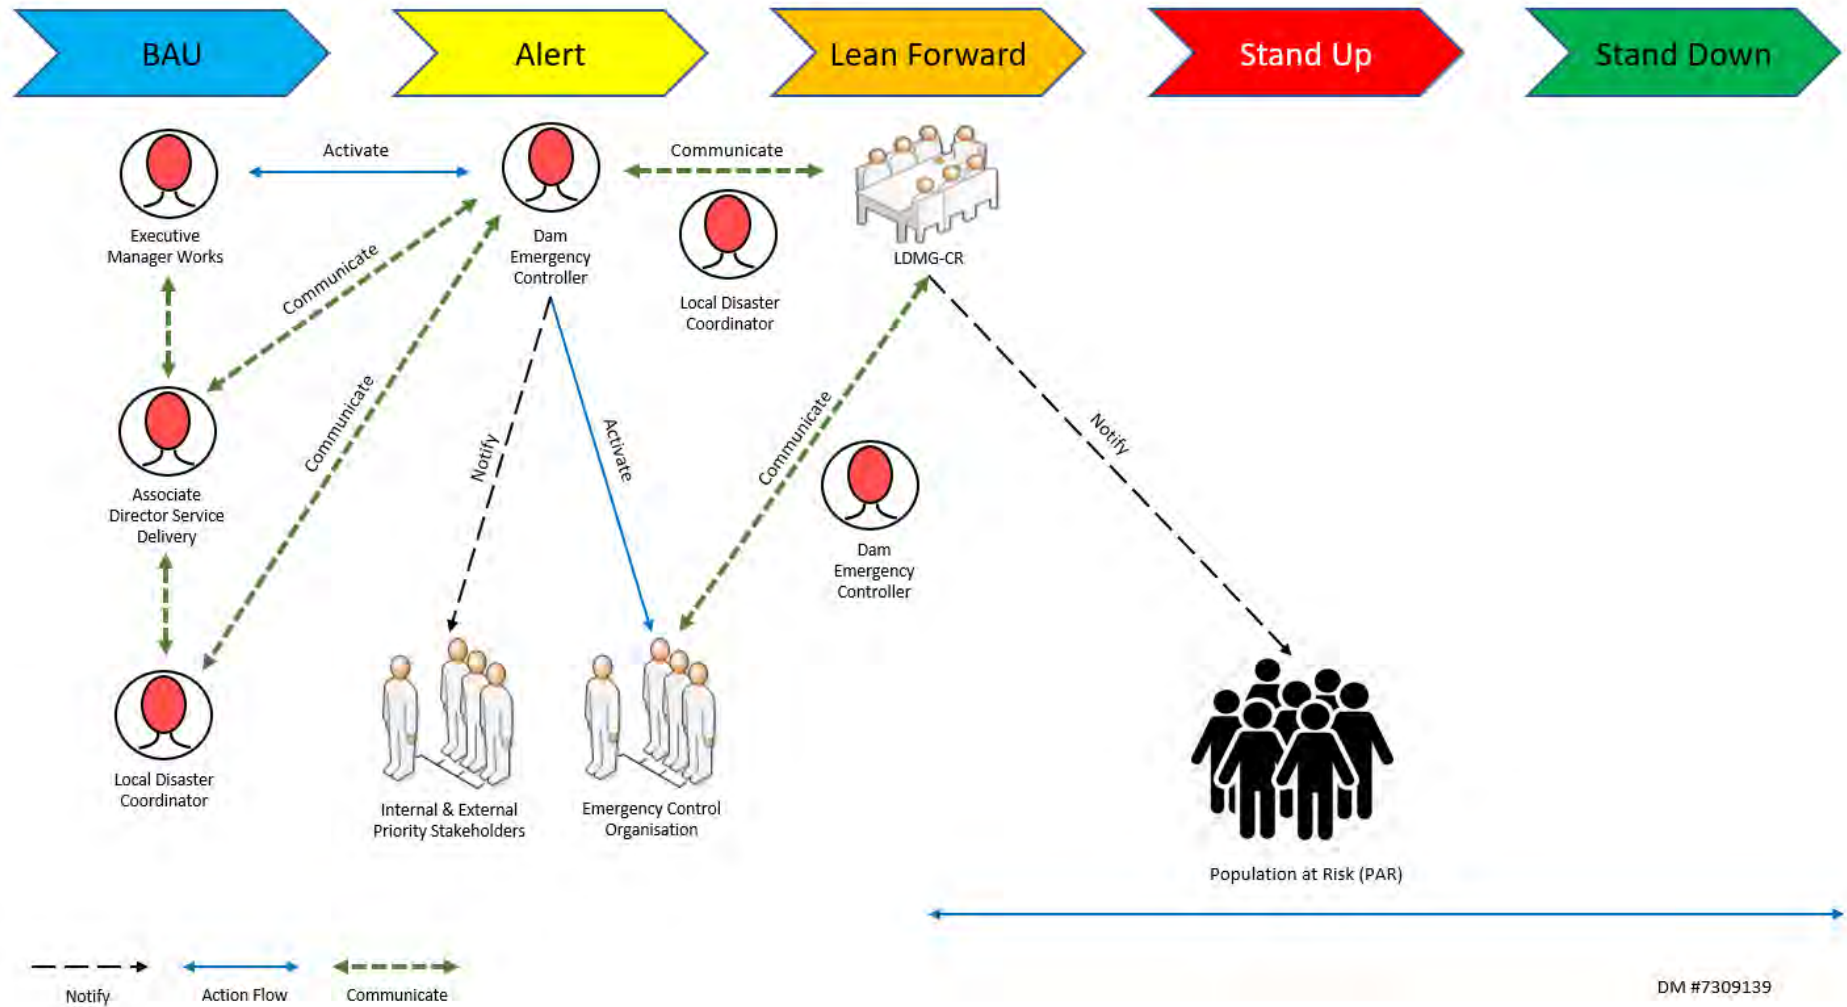 BAU
Alert
Lean Forward
Stand Up
Stand Down
Activate
Communicate
Executive
Manager Works
Dam
Emergency
Controller
Local Disaster
Coordinator
LDMG-CR
Communicate
Communicate
Notify
Activate
Communicate
Notify
Associate
Director Service
Delivery
Dam
Emergency
Controller
Local Disaster
Coordinator
Internal & External
Priority Stakeholders
Emergency Control
Organisation
Population at Risk (PAR)
Notify
Action Flow
Communicate
DM #7309139